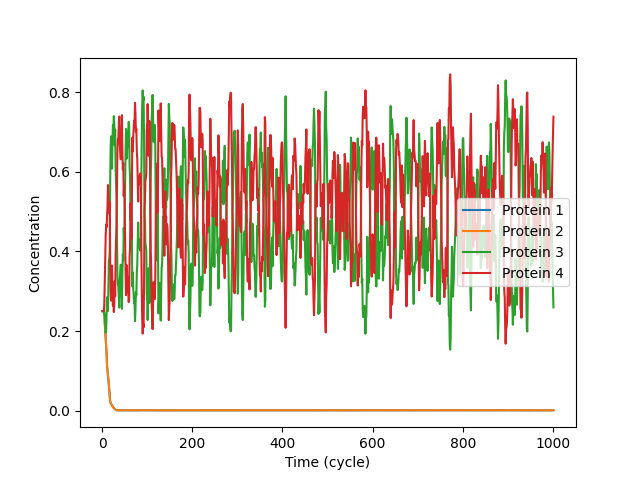 0.8
0.6
0.4
0.2
0.0
Concentration
Protein 1
Protein 2
Protein 3
Protein 4
0 200 400 600 800 1000
Time (cycle)